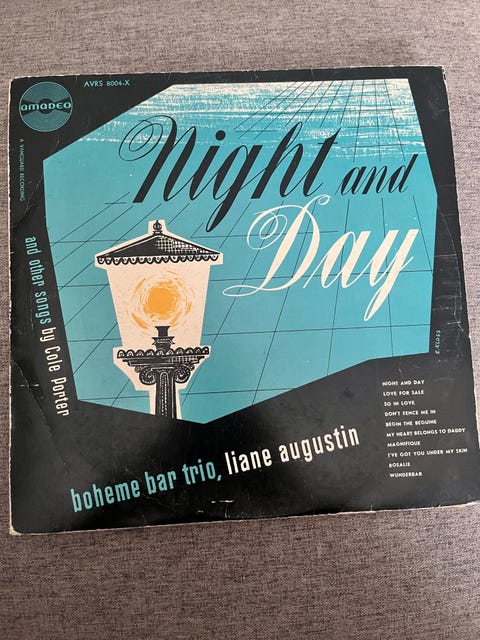 AMADEO
AVRS 8004-X
A VANGUARD RECORDING
Night and
Day
and other songs by Cole Porter
E.KLOSS
NIGHT AND DAY
LOVE FOR SALE
SO IN LOVE
DON'T FENCE ME IN
BEGIN THE BEGUINE
MY HEART BELONGS TO DADDY
MAGNIFIQUE
I'VE GOT YOU UNDER MY SKIN
ROSALIE
WUNDERBAR
boheme bar trio, liane augustin